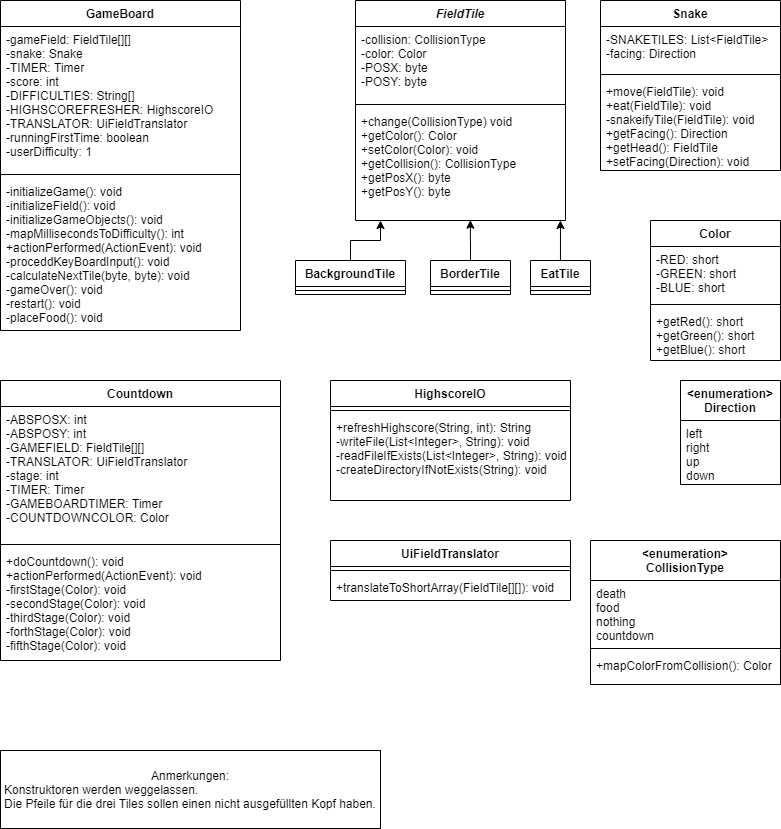 GameBoard
-gameField: FieldTile[][]
-snake: Snake
-TIMER: Timer
-score: int
-DIFFICULTIES: String[]
-HIGHSCOREFRESHER: HighscoreIO
-TRANSLATOR: UiFieldTranslator
-runningFirstTime: boolean
-userDifficulty: 1
-initializeGame(): void
-initializeField(): void
-initializeGameObjects(): void
-mapMillisecondsToDifficulty(): int
+actionPerformed(ActionEvent): void
-proceddKeyBoardInput(): void
-calculateNextTile(byte, byte): void
-gameOver(): void
-restart(): void
-placeFood(): void
FieldTile
-collision: CollisionType
-color: Color
-POSX: byte
-POSY: byte
+change(CollisionType) void
+getColor(): Color
+setColor(Color): void
+getCollision(): CollisionType
+getPosX(): byte
+getPosY(): byte
Snake
-SNAKETILES: List<FieldTile>
-facing: Direction
+move(FieldTile): void
+eat(FieldTile): void
-snakeifyTile(FieldTile): void
+getFacing(): Direction
+getHead(): FieldTile
+setFacing(Direction): void
BackgroundTile
BorderTile
EatTile
Color
-RED: short
-GREEN: short
-BLUE: short
+getRed(): short
+getGreen(): short
+getBlue(): short
Countdown
-ABSPOSX: int
-ABSPOSY: int
-GAMEFIELD: FieldTile[][]
-TRANSLATOR: UiFieldTranslator
-stage: int
-TIMER: Timer
-GAMEBOARDTIMER: Timer
-COUNTDOWNCOLOR: Color
+doCountdown(): void
+actionPerformed(ActionEvent): void
-firstStage(Color): void
-secondStage(Color): void
-thirdStage(Color): void
-forthStage(Color): void
-fifthStage(Color): void
HighscoreIO
+refreshHighscore(String, int): String
-writeFile(List<Integer>, String): void
-readFileIfExists(List<Integer>, String): void
-createDirectoryIfNotExists(String): void
<enumeration>
Direction
left
right
up
down
UiFieldTranslator
+translateToShortArray(FieldTile[][]): void
<enumeration>
CollisionType
death
food
nothing
countdown
+mapColorFromCollision(): Color
Anmerkungen:
Konstruktoren werden weggelassen.
Die Pfeile für die drei Tiles sollen einen nicht ausgefüllten Kopf haben.